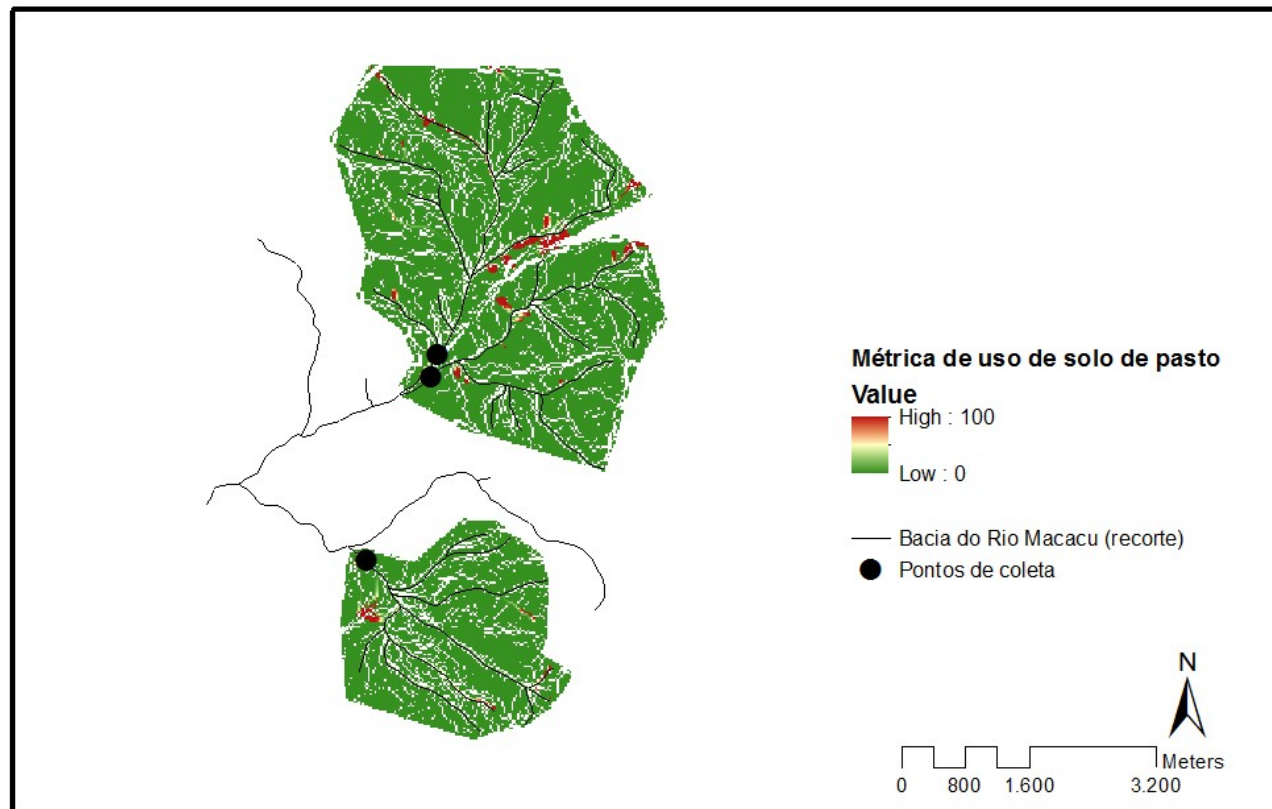 Métrica de uso de solo de pasto
Value
High : 100
Low : 0
Bacia do Rio Macacu (recorte)
Pontos de coleta
N
Meters
0 800 1.600 3.200